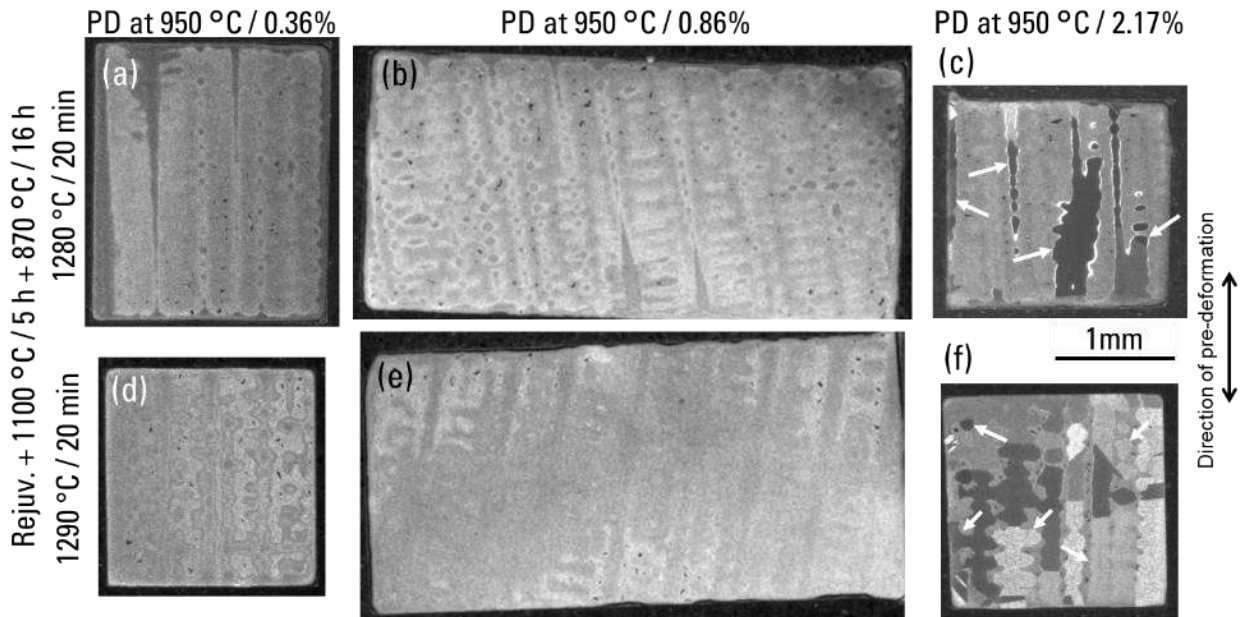 PD at 950 °C / 0.36%
PD at 950 °C / 0.86%
PD at 950 °C / 2.17%
Rejuv. + 1100 °C / 5 h + 870 °C / 16 h
1280 °C / 20 min
1290 °C / 20 min
(a)
(b)
(c)
(d)
(e)
(f)
1mm
Direction of pre-deformation